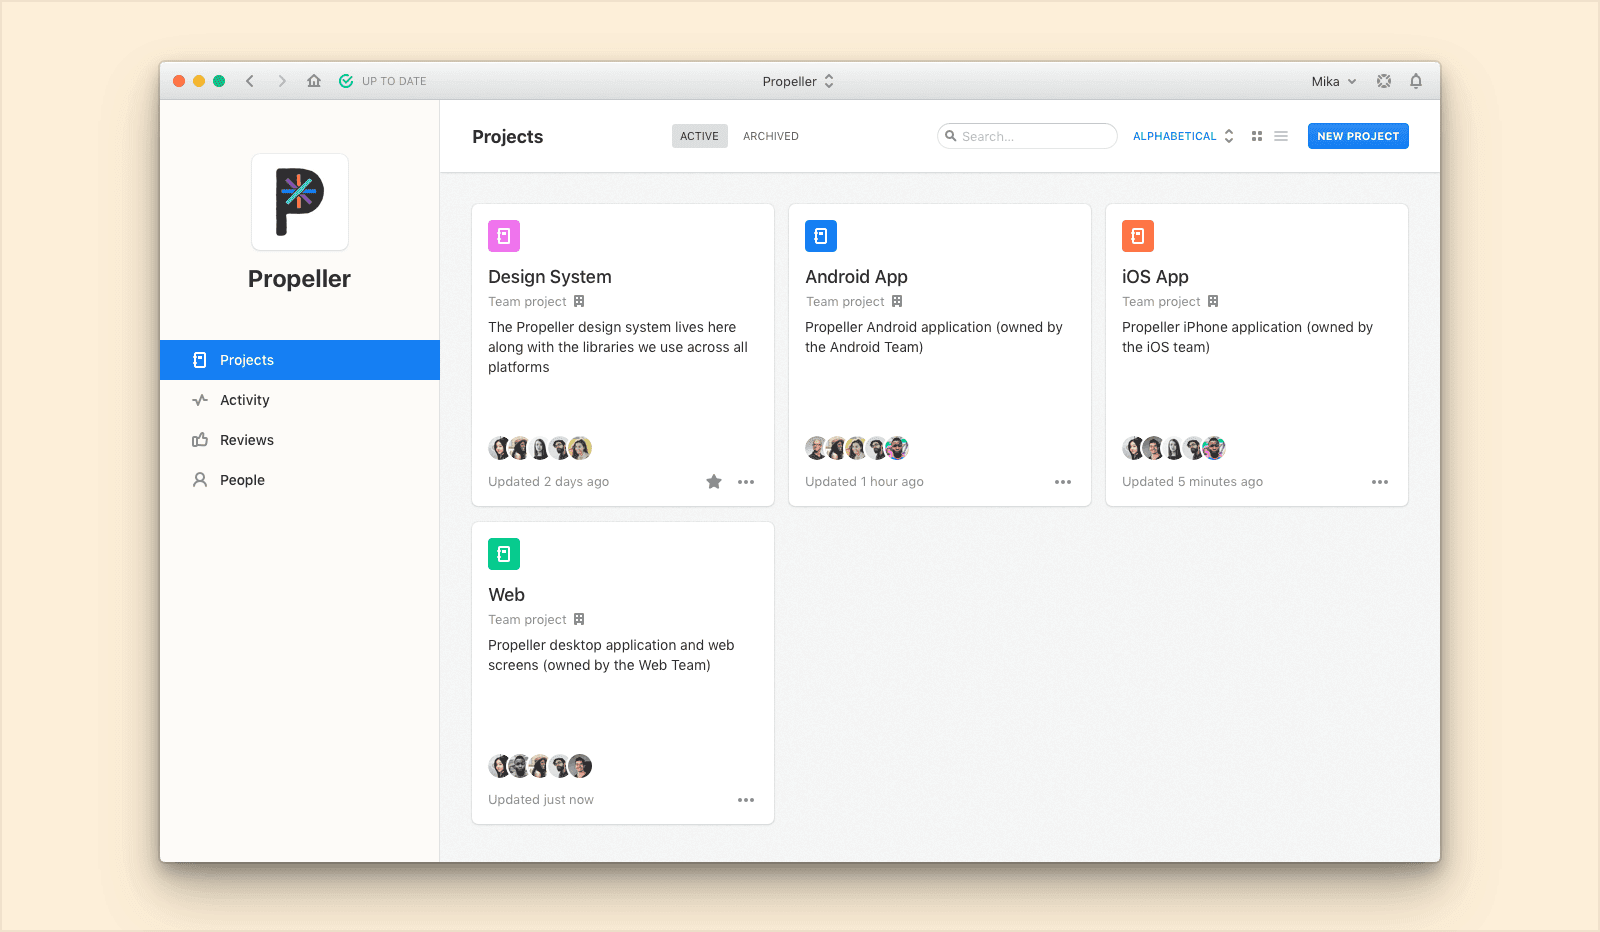 UP TO DATE
Propeller
Mika
Propeller
Projects
Activity
Reviews
People
Projects
ACTIVE
ARCHIVED
Search...
ALPHABETICAL
NEW PROJECT
Design System
Team project
The Propeller design system lives here
along with the libraries we use across all
platforms
Updated 2 days ago
Android App
Team project
Propeller Android application (owned by
the Android Team)
Updated 1 hour ago
iOS App
Team project
Propeller iPhone application (owned by
the iOS team)
Updated 5 minutes ago
Web
Team project
Propeller desktop application and web
screens (owned by the Web Team)
Updated just now